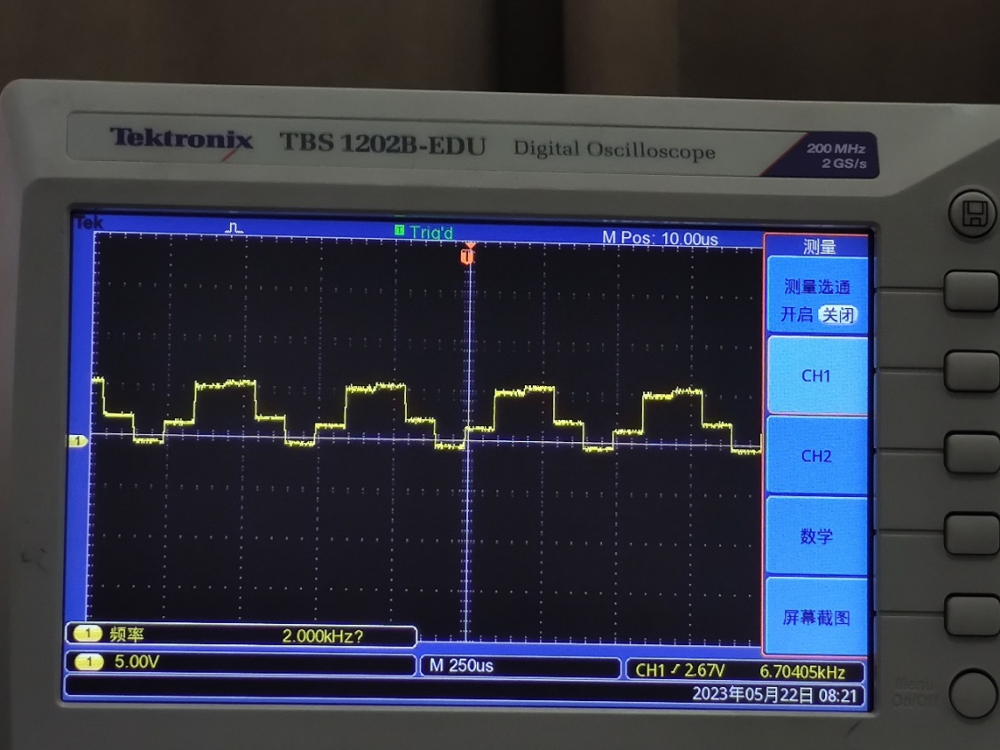 Tektronix TBS 1202B-EDU Digital Oscilloscope 200 MHz
2 GS/s
Tek T Trig'd M Pos: 10.00us
测量
T
测量选通
开启 关闭
CH1
CH2
数学
屏幕截图
1
1 频率 2.000kHz?
1 5.00V M 250us CH1 2.67V 6.70405kHz
2023年05月22日 08:21
Menu
On/Off